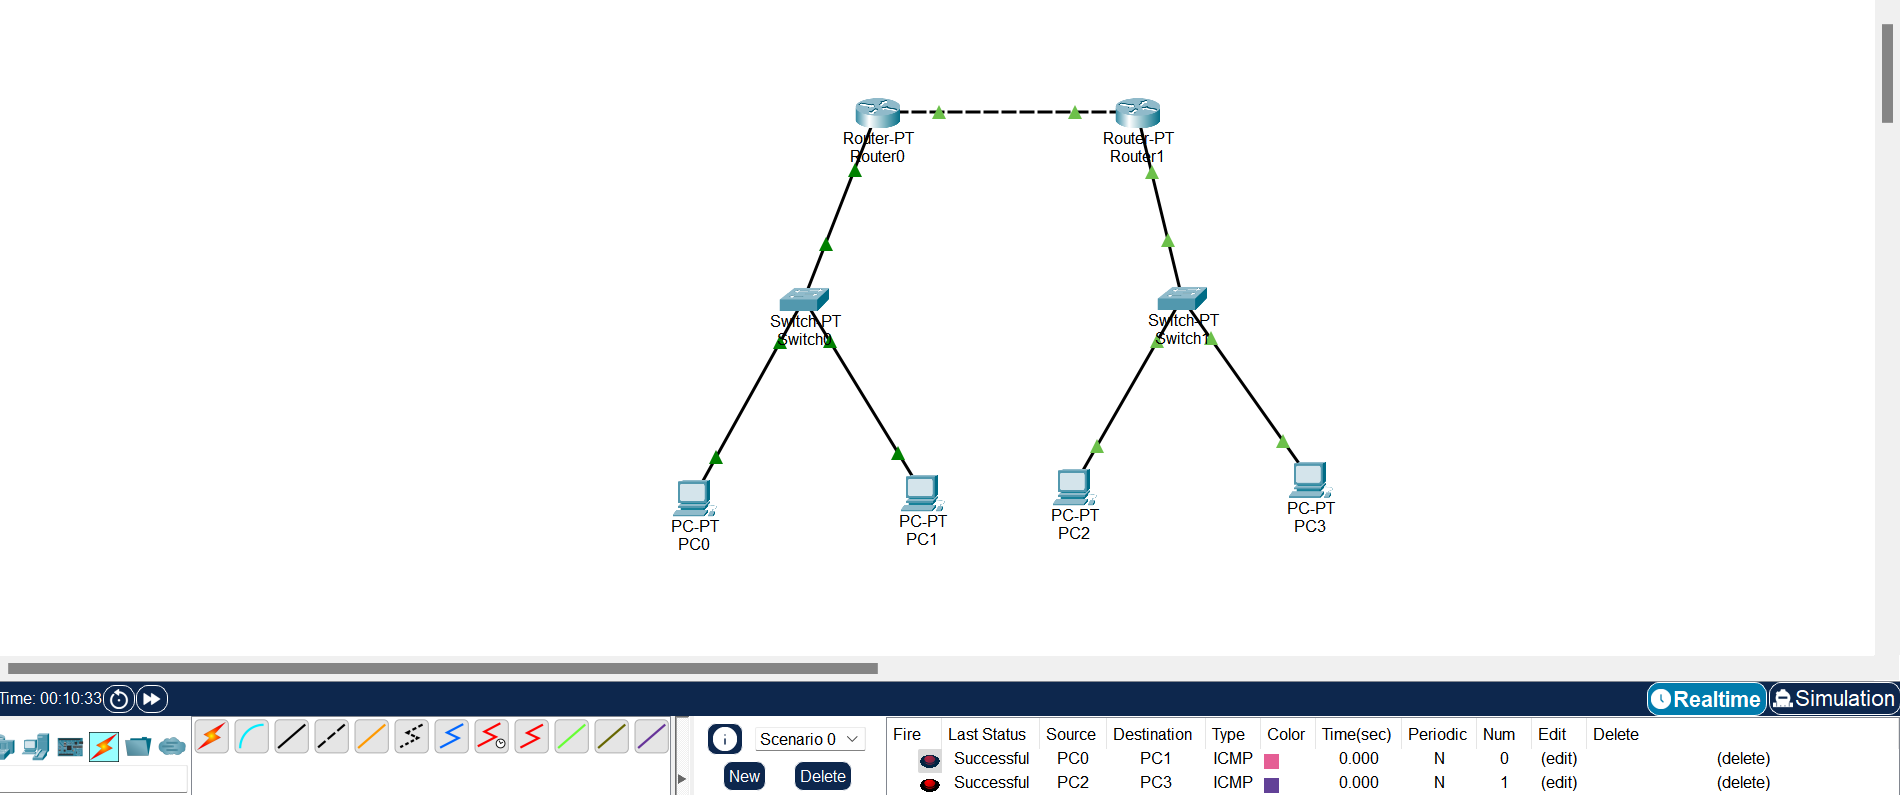 Router-PT
Router0
Router-PT
Router1
Switch-PT
Switch0
Switch-PT
Switch1
PC-PT
PC0
PC-PT
PC1
PC-PT
PC2
PC-PT
PC3
Time: 00:10:33
Realtime
Simulation
Scenario 0
New
Delete
Fire Last Status Source Destination Type Color Time(sec) Periodic Num Edit Delete
Successful PC0 PC1 ICMP 0.000 N 0 (edit) (delete)
Successful PC2 PC3 ICMP 0.000 N 1 (edit) (delete)